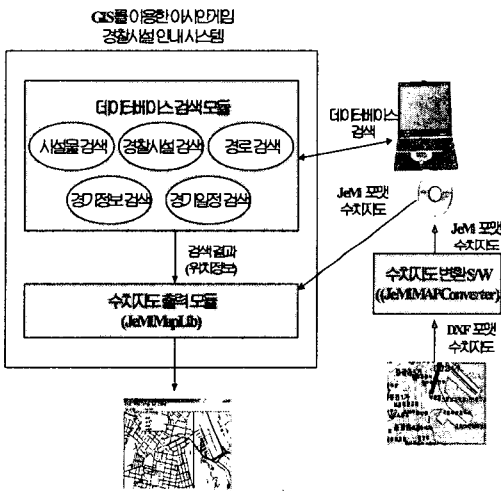 GIS를 이용한 아시안게임
경찰시설 안내 시스템
데이터베이스 검색 모듈
시설물 검색
경찰시설 검색
경로 검색
경기정보 검색
경기일정 검색
데이터베이스
검색
JeMi 포맷
수치지도
JeMi 포맷
수치지도
검색 결과
(위치정보)
수치지도 출력 모듈
(JeMiMapLib)
수치지도 변환 S/W
((JeMiMAPConverter)
DXF 포맷
수치지도